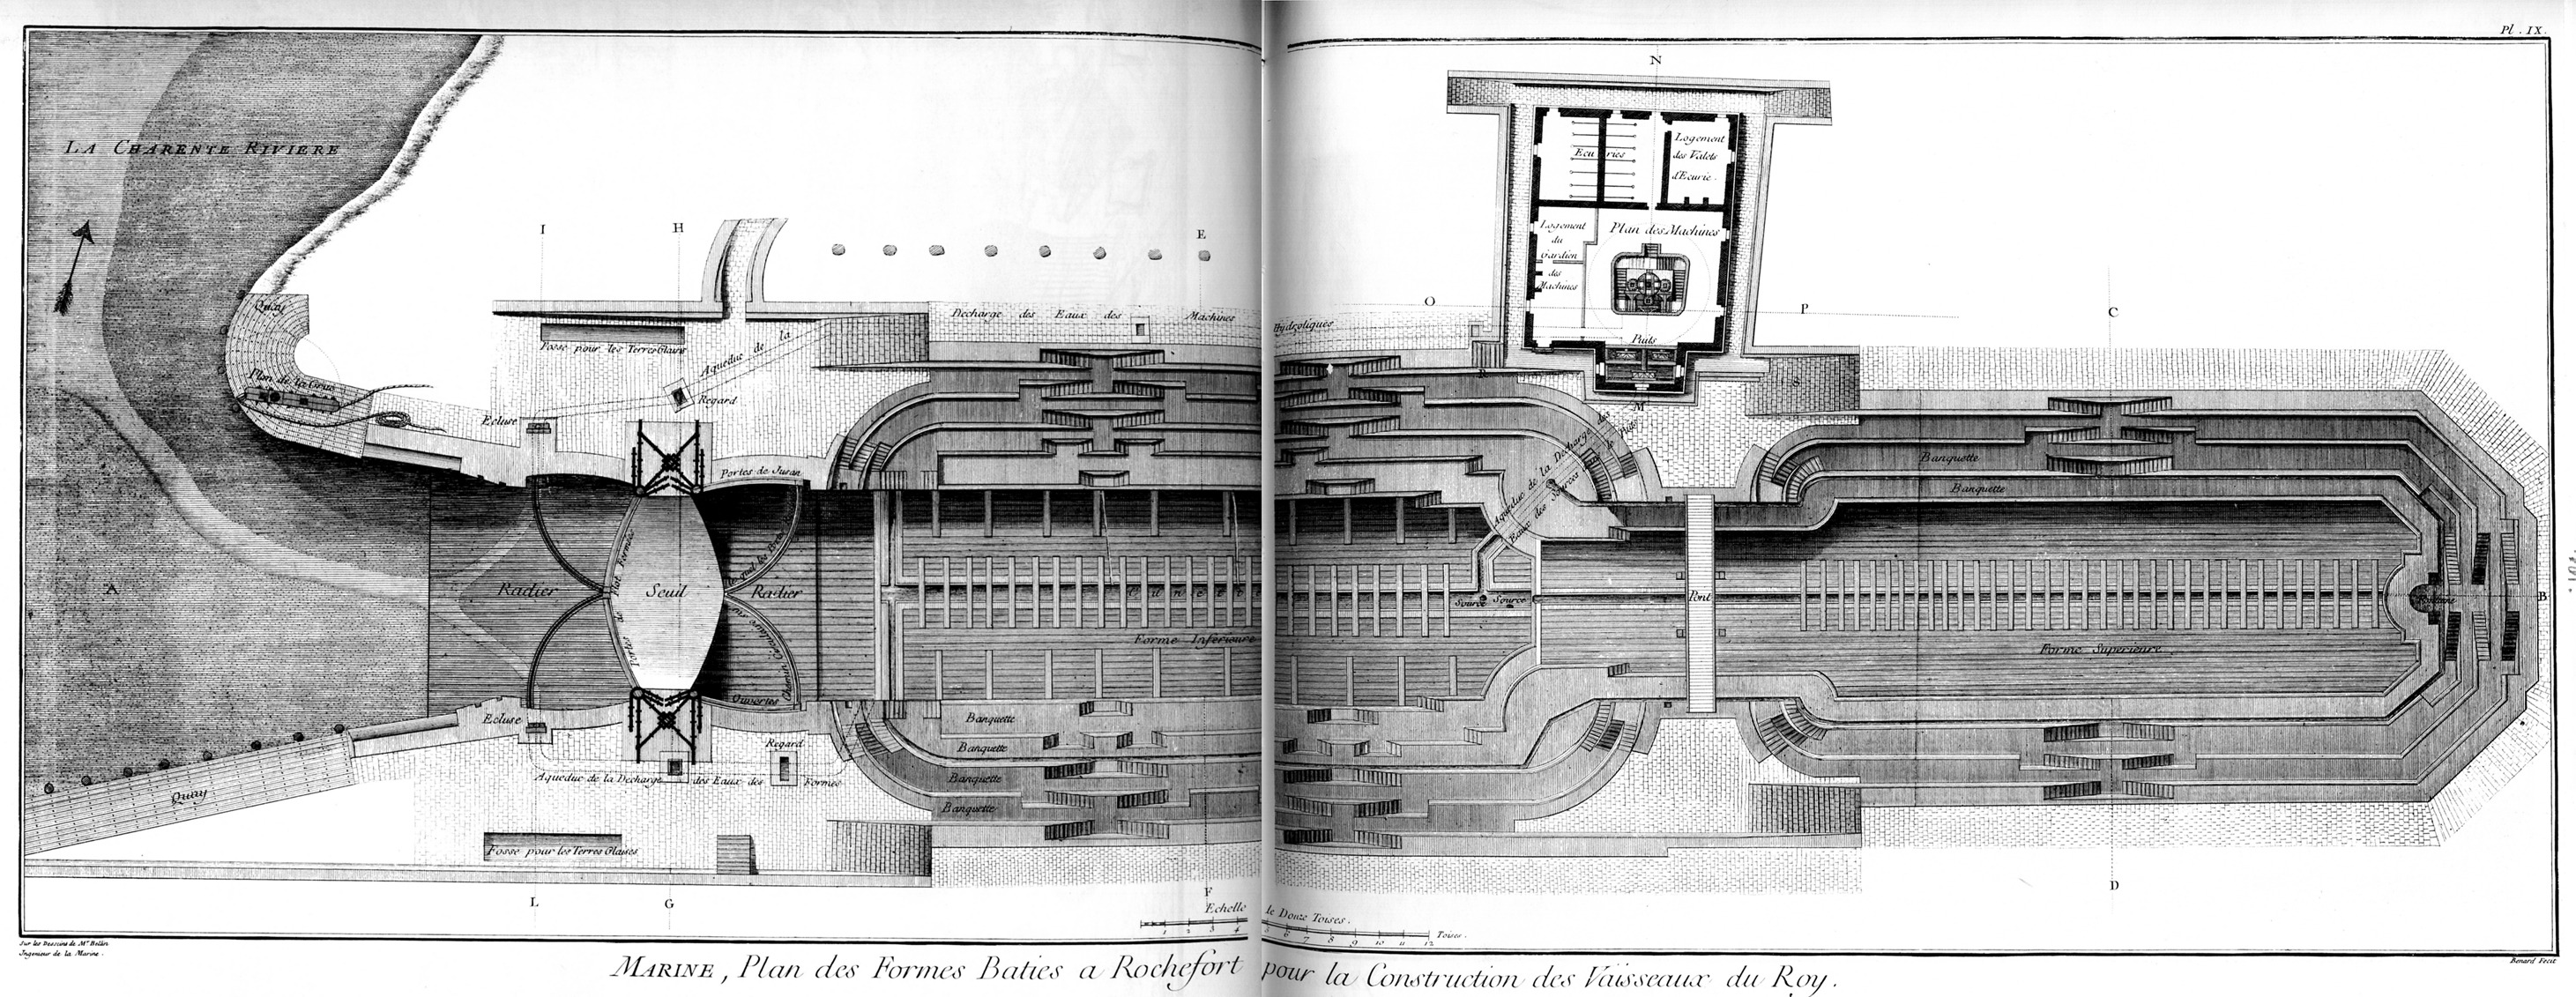 Pl. IX.
N
LA CHARENTE RIVIERE
Ecuries
Logement
des Valets
d'Ecurie.
Logement
du
Gardien
des
Machines
Plan des Machines
Puits
I
H
E
O
P
C
Quay
Plan de la Grue
Fosse pour les Terres Glaises
Aqueduc de la
Decharge des Eaux des Machines
Hydroliques
Regard
Ecluse
R
S
M
Portes de Jusan
Aqueduc de la Decharge des
Eaux des Sources dans le Puits
Banquette
Banquette
A
Radier
Portes de Flot Fermées
Seuil
Radier
Ouvertes
Cunette
Forme Inferieure
Source
Source
Pont
Forme Superieure
B
Ecluse
Regard
Aqueduc de la Decharge des Eaux des Formes
Banquette
Banquette
Banquette
Banquette
Quay
Fosse pour les Terres Glaises
L
G
F
D
Echelle de Douze Toises.
1 2 3 4 5 6 7 8 9 10 11 12 Toises.
Sur les Desseins de Mr. Belin
Ingenieur de la Marine.
Benard Fecit
MARINE, Plan des Formes Baties a Rochefort pour la Construction des Vaisseaux du Roy.